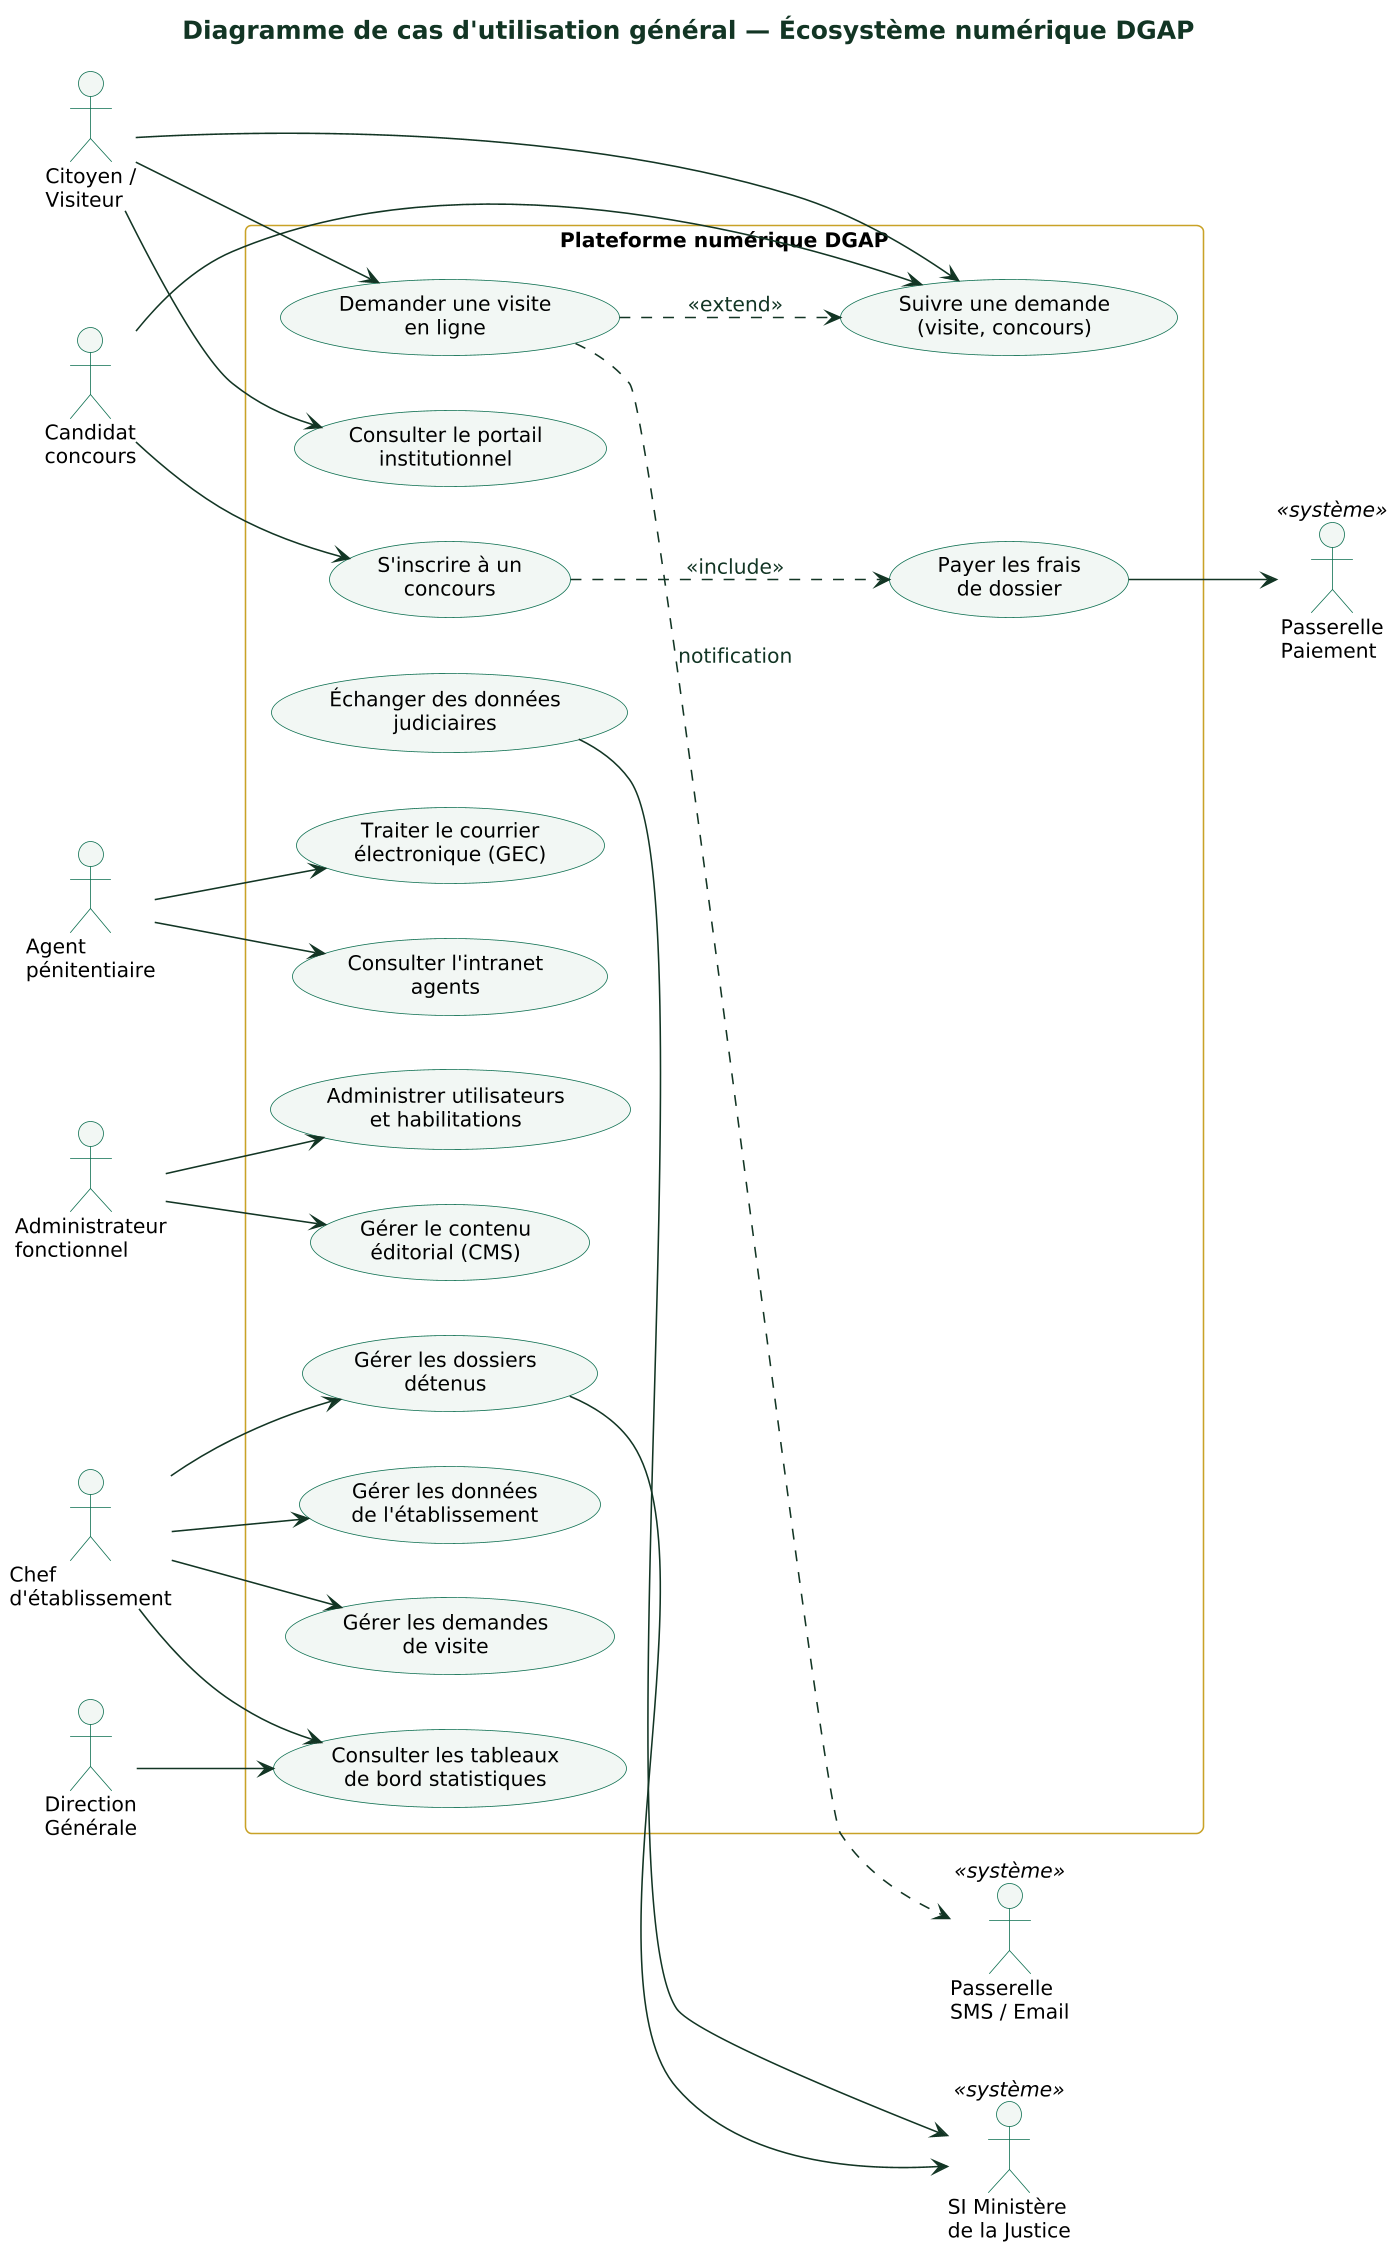 Diagramme de cas d'utilisation général — Écosystème numérique DGAP
Citoyen /
Visiteur
Plateforme numérique DGAP
Demander une visite
en ligne
«extend»
Suivre une demande
(visite, concours)
Candidat
concours
Consulter le portail
institutionnel
«système»
Passerelle
Paiement
S'inscrire à un
concours
«include»
Payer les frais
de dossier
notification
Échanger des données
judiciaires
Traiter le courrier
électronique (GEC)
Agent
pénitentiaire
Consulter l'intranet
agents
Administrer utilisateurs
et habilitations
Administrateur
fonctionnel
Gérer le contenu
éditorial (CMS)
Gérer les dossiers
détenus
Gérer les données
de l'établissement
Chef
d'établissement
Gérer les demandes
de visite
Consulter les tableaux
de bord statistiques
Direction
Générale
«système»
Passerelle
SMS / Email
«système»
SI Ministère
de la Justice